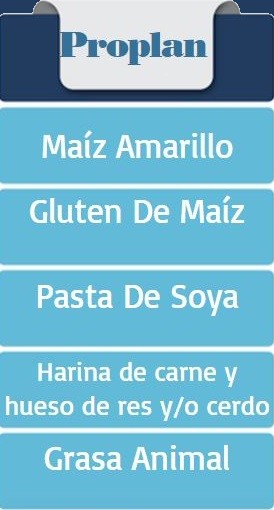 Proplan
Maíz Amarillo
Gluten De Maíz
Pasta De Soya
Harina de carne y
hueso de res y/o cerdo
Grasa Animal